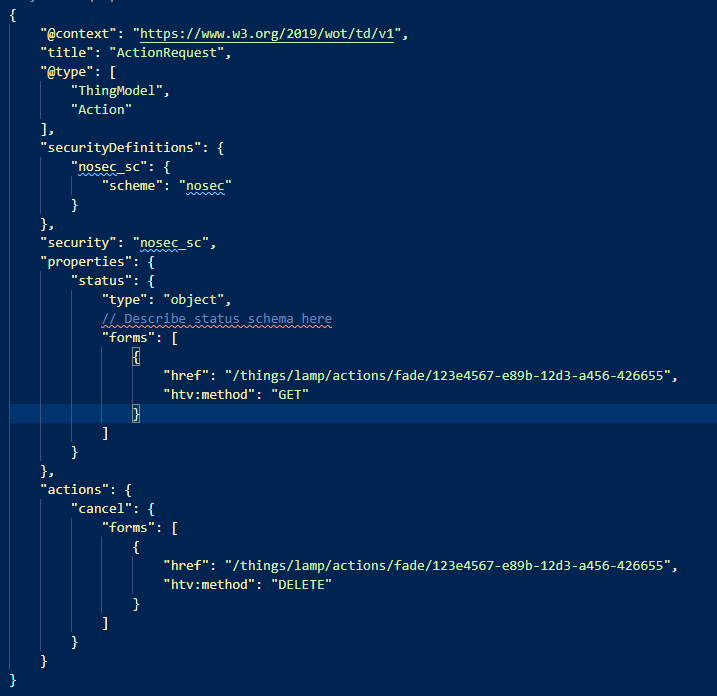 {
"@context": "https://www.w3.org/2019/wot/td/v1",
"title": "ActionRequest",
"@type": [
"ThingModel",
"Action"
],
"securityDefinitions": {
"nosec_sc": {
"scheme": "nosec"
}
},
"security": "nosec_sc",
"properties": {
"status": {
"type": "object",
// Describe status schema here
"forms": [
{
"href": "/things/lamp/actions/fade/123e4567-e89b-12d3-a456-426655",
"htv:method": "GET"
}
]
}
},
"actions": {
"cancel": {
"forms": [
{
"href": "/things/lamp/actions/fade/123e4567-e89b-12d3-a456-426655",
"htv:method": "DELETE"
}
]
}
}
}